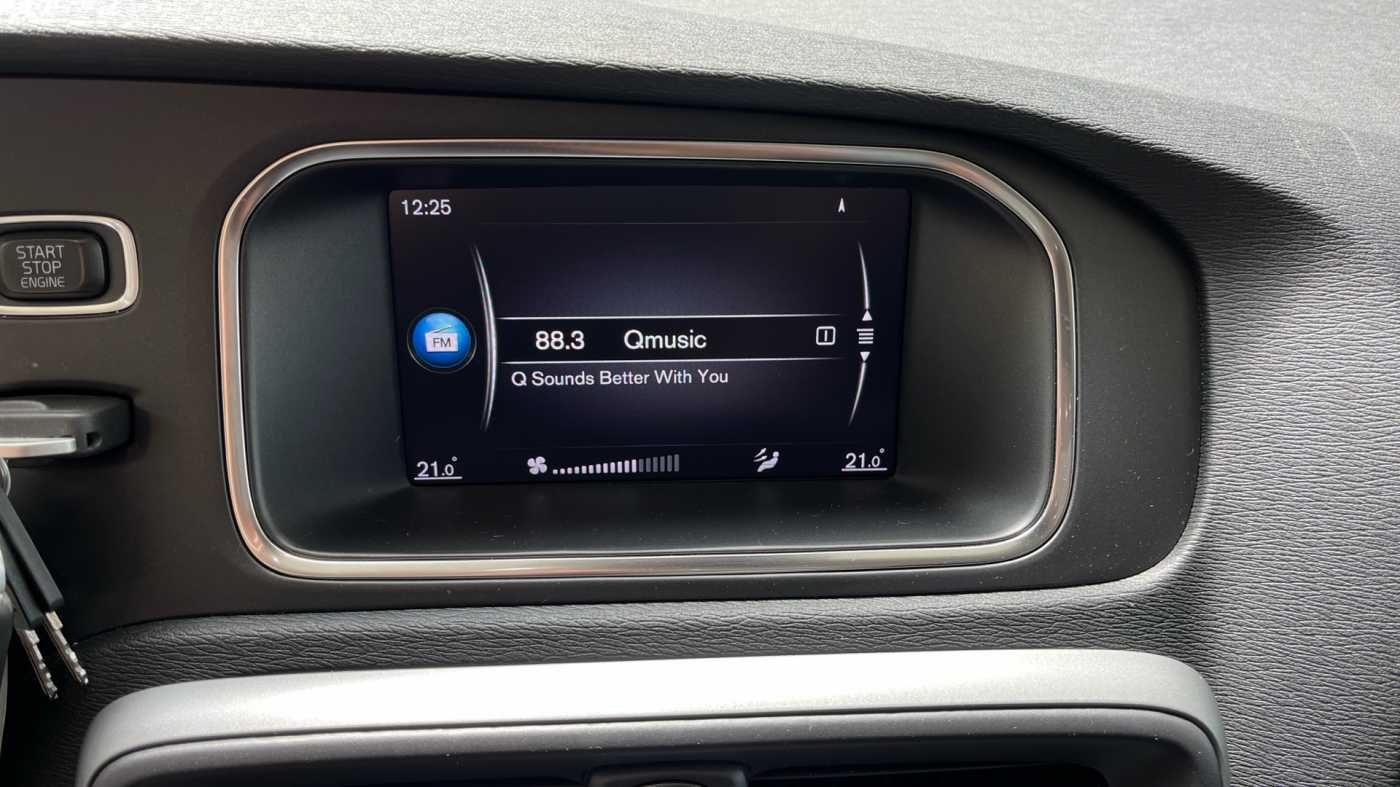 12:25
START
STOP
ENGINE
FM
88.3 Qmusic
Q Sounds Better With You
21.0° 21.0°